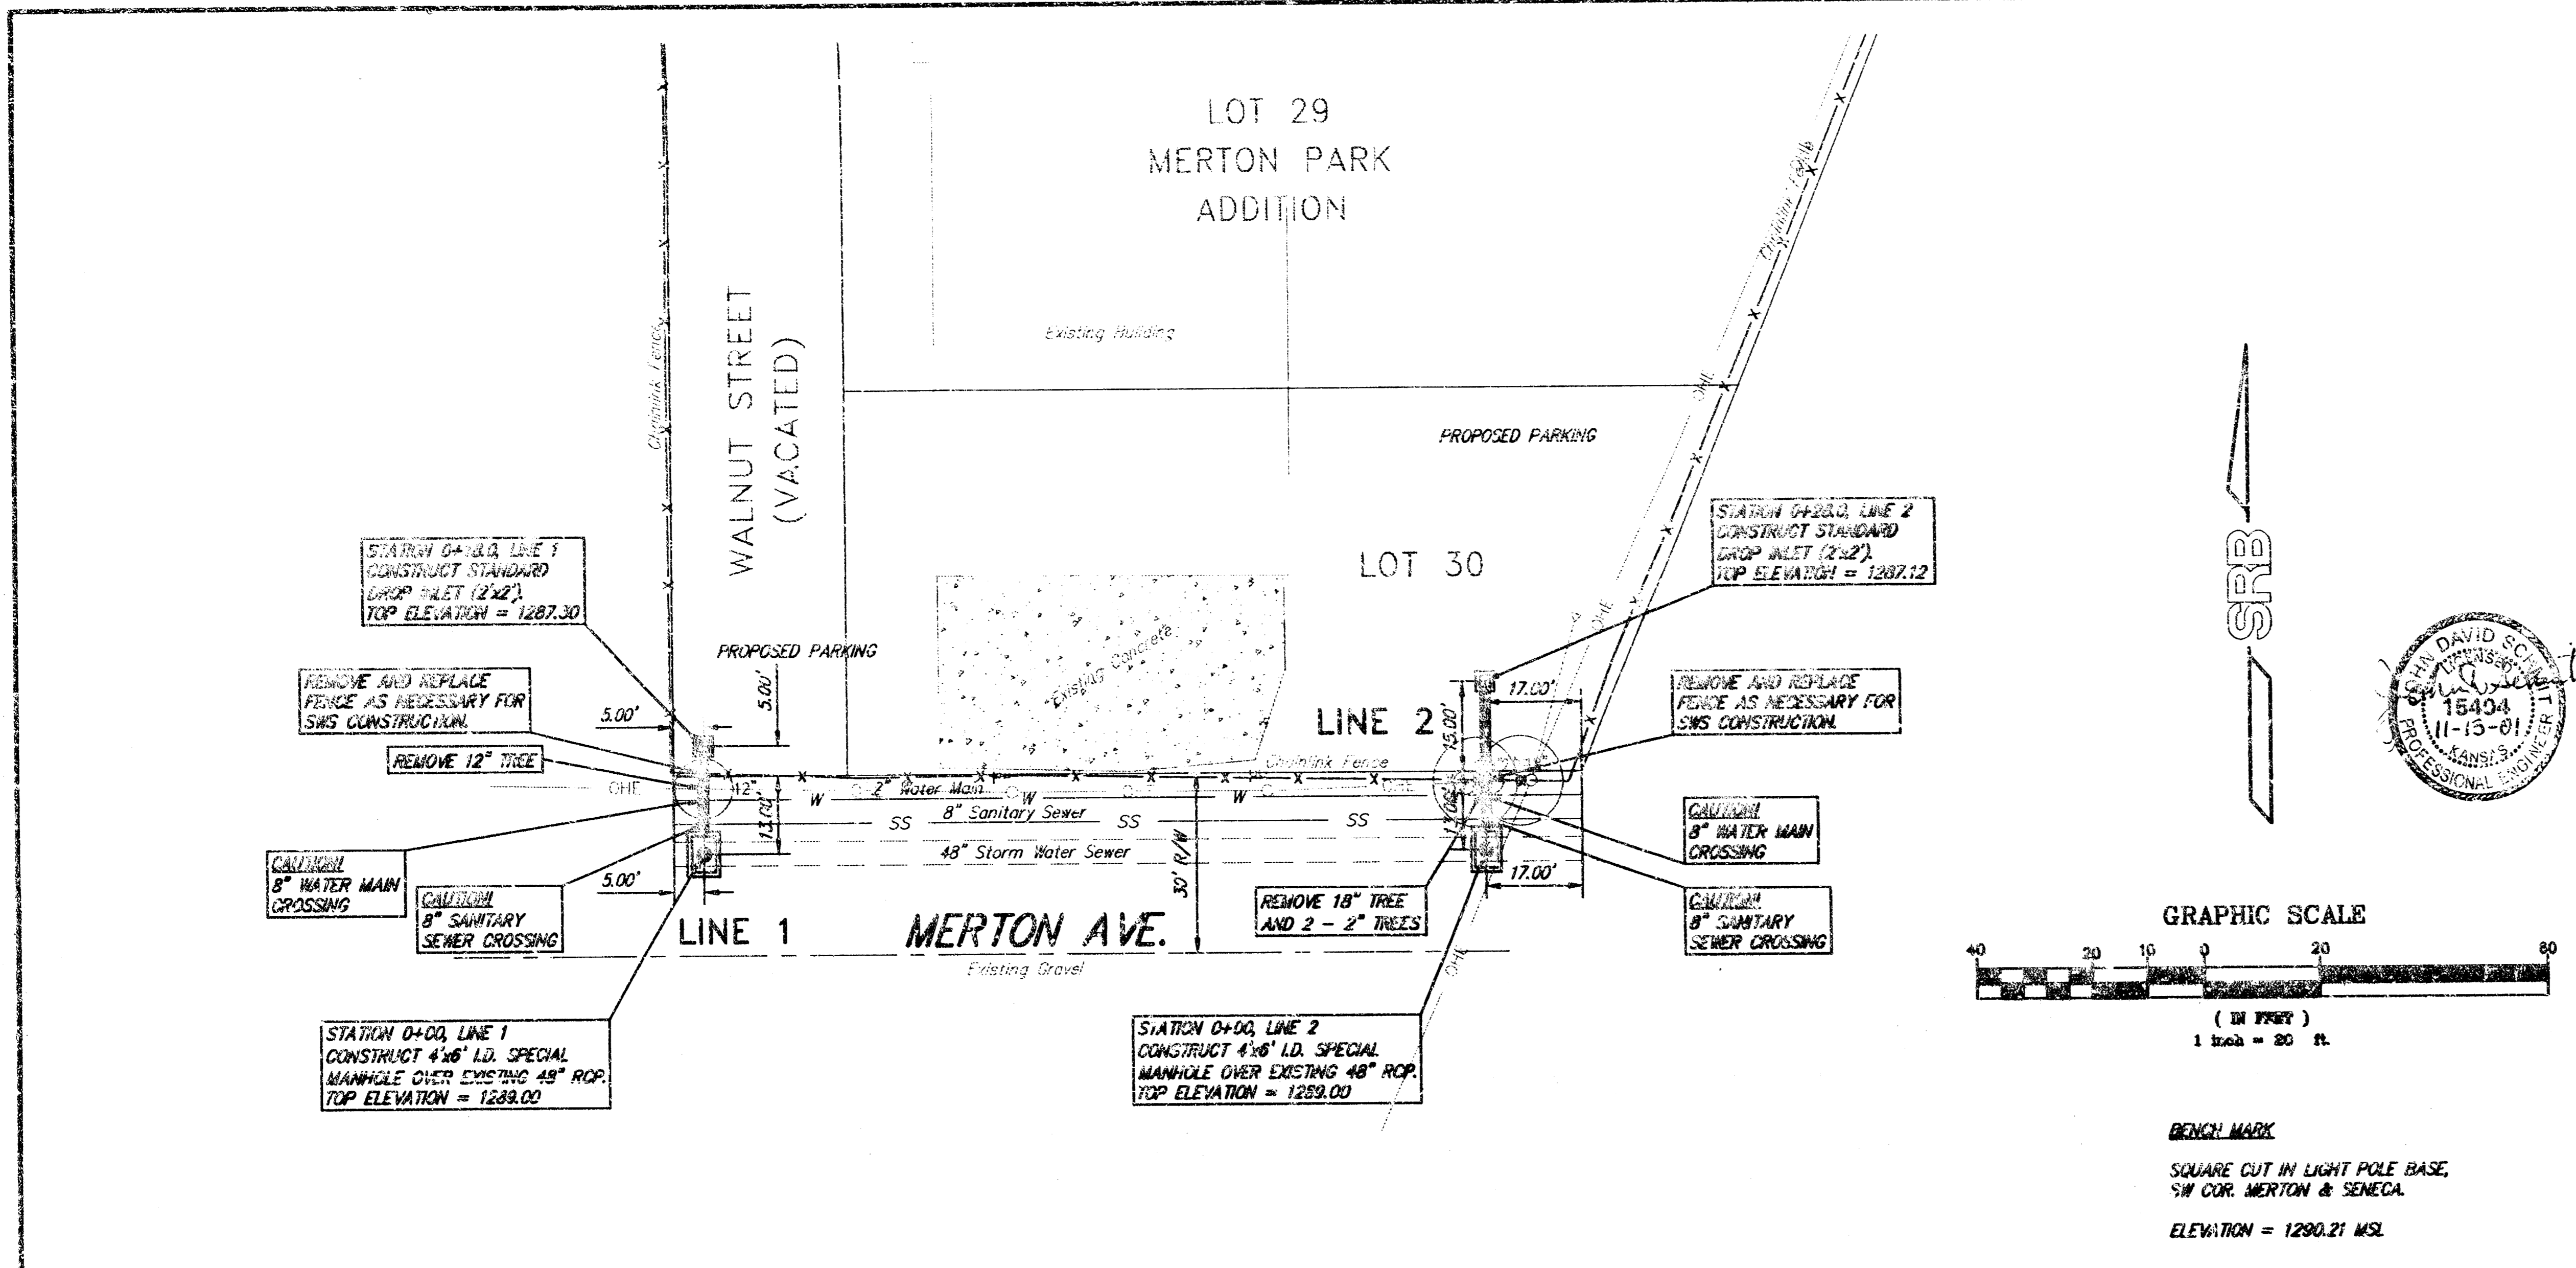 LOT 29
MERTON PARK
ADDITION
Chainlink Fence
Chainlink Fence
WALNUT STREET
(VACATED)
Existing Building
OHE
PROPOSED PARKING
STATION 0+18.0, LINE 1
CONSTRUCT STANDARD
DROP INLET (2'x2').
TOP ELEVATION = 1287.30
STATION 0+28.0, LINE 2
CONSTRUCT STANDARD
DROP INLET (2'x2').
TOP ELEVATION = 1287.12
LOT 30
OHE
Existing Concrete
PROPOSED PARKING
REMOVE AND REPLACE
FENCE AS NECESSARY FOR
SWS CONSTRUCTION.
5.00'
5.00'
LINE 2
15.00'
17.00'
REMOVE AND REPLACE
FENCE AS NECESSARY FOR
SWS CONSTRUCTION.
REMOVE 12" TREE
Chainlink Fence
OHE
12"
2" Water Main
OHE
W
W
W
8" Sanitary Sewer
SS
SS
SS
13.00'
48" Storm Water Sewer
30' R/W
CAUTION!
8" WATER MAIN
CROSSING
CAUTION!
8" WATER MAIN
CROSSING
5.00'
17.00'
CAUTION!
8" SANITARY
SEWER CROSSING
REMOVE 18" TREE
AND 2 - 2" TREES
CAUTION!
8" SANITARY
SEWER CROSSING
LINE 1
MERTON AVE.
Existing Gravel
OHE
STATION 0+00, LINE 1
CONSTRUCT 4'x6' I.D. SPECIAL
MANHOLE OVER EXISTING 48" RCP.
TOP ELEVATION = 1289.00
STATION 0+00, LINE 2
CONSTRUCT 4'x6' I.D. SPECIAL
MANHOLE OVER EXISTING 48" RCP.
TOP ELEVATION = 1289.00
SRB
JOHN DAVID SCHMITT
LICENSED
15404
11-15-01
KANSAS
PROFESSIONAL ENGINEER
GRAPHIC SCALE
40 20 10 0 20 60
( IN FEET )
1 inch = 20 ft.
BENCH MARK
SQUARE CUT IN LIGHT POLE BASE,
SW COR. MERTON & SENECA.
ELEVATION = 1290.21 MSL